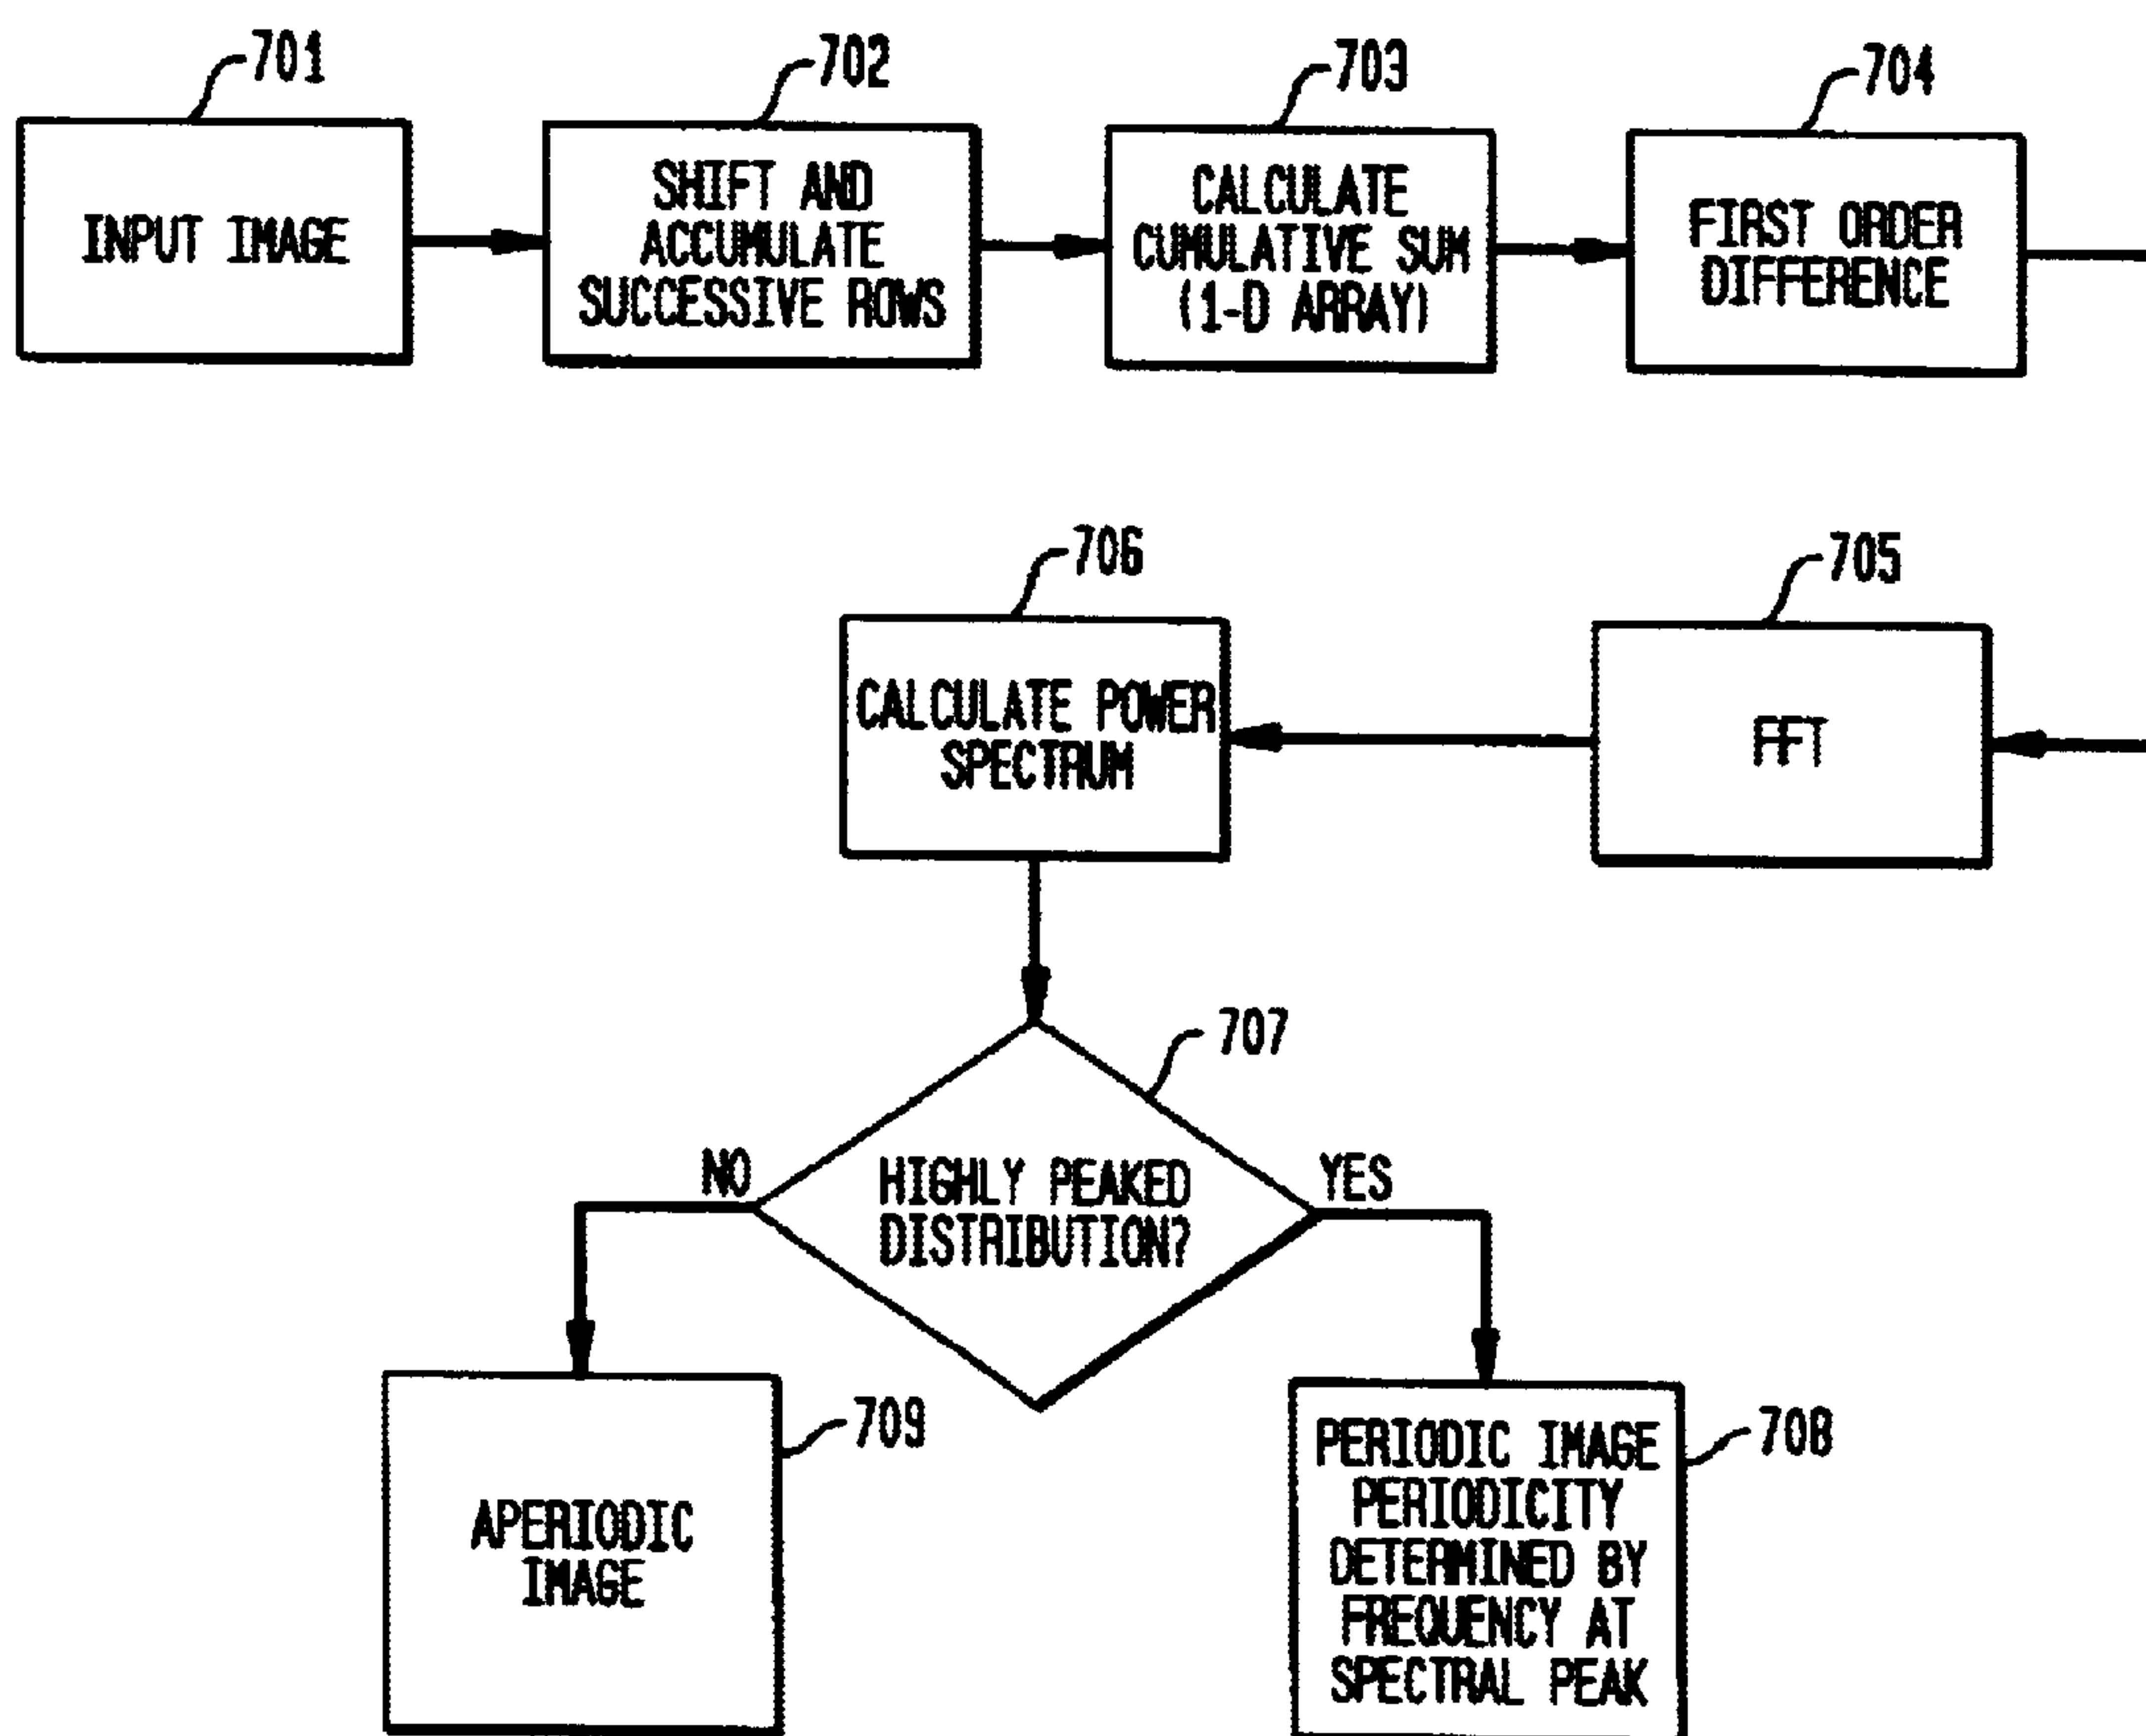 701
INPUT IMAGE
702
SHIFT AND
ACCUMULATE
SUCCESSIVE ROWS
703
CALCULATE
CUMULATIVE SUM
(1-D ARRAY)
704
FIRST ORDER
DIFFERENCE
705
FFT
706
CALCULATE POWER
SPECTRUM
707
HIGHLY PEAKED
DISTRIBUTION?
NO
YES
709
APERIODIC
IMAGE
708
PERIODIC IMAGE
PERIODICITY
DETERMINED BY
FREQUENCY AT
SPECTRAL PEAK